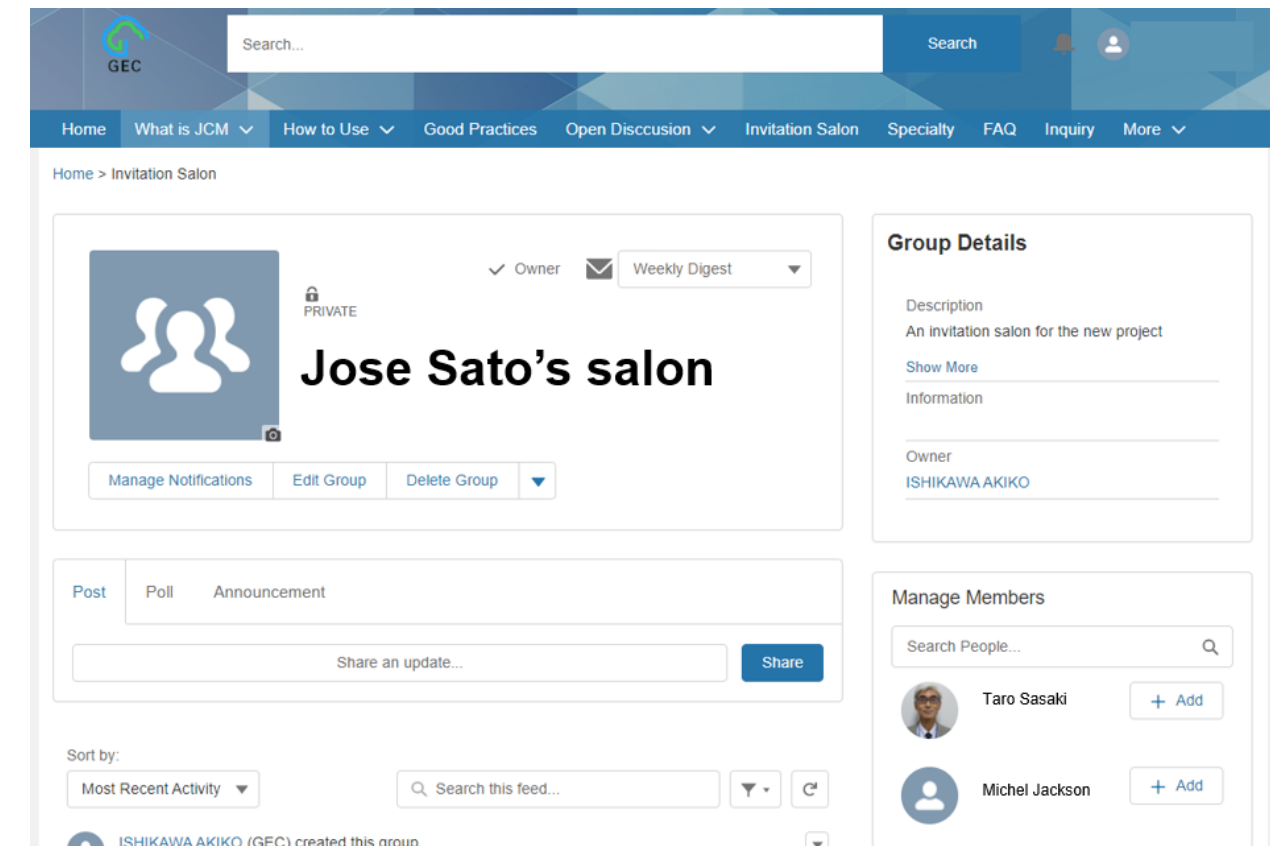 GEC
Search...
Search
Home What is JCM How to Use Good Practices Open Disccusion Invitation Salon Specialty FAQ Inquiry More
Home > Invitation Salon
Owner
Weekly Digest
PRIVATE
Jose Sato’s salon
Manage Notifications Edit Group Delete Group
Group Details
Description
An invitation salon for the new project
Show More
Information
Owner
ISHIKAWA AKIKO
Post Poll Announcement
Share an update...
Share
Manage Members
Search People...
Taro Sasaki
+ Add
Michel Jackson
+ Add
Sort by:
Most Recent Activity
Search this feed...
ISHIKAWA AKIKO (GEC) created this group